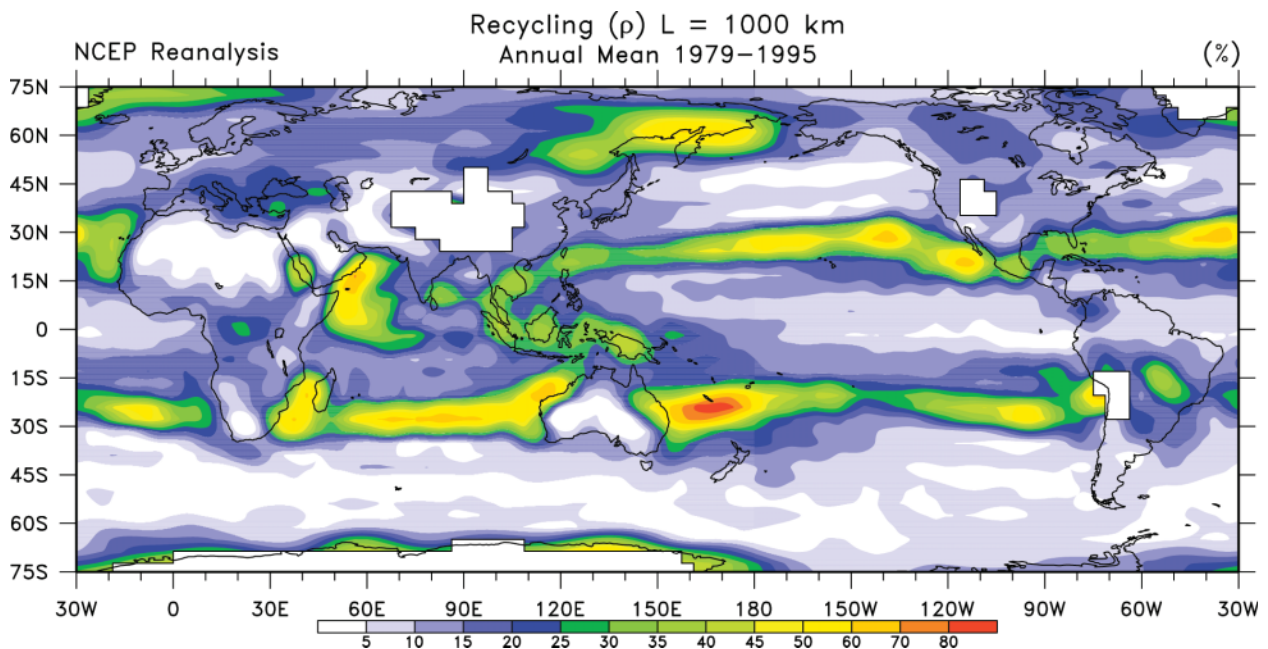 Recycling (ρ) L = 1000 km
NCEP Reanalysis Annual Mean 1979−1995 (%)
75N
60N
45N
30N
15N
0
15S
30S
45S
60S
75S
30W 0 30E 60E 90E 120E 150E 180 150W 120W 90W 60W 30W
5 10 15 20 25 30 35 40 45 50 60 70 80